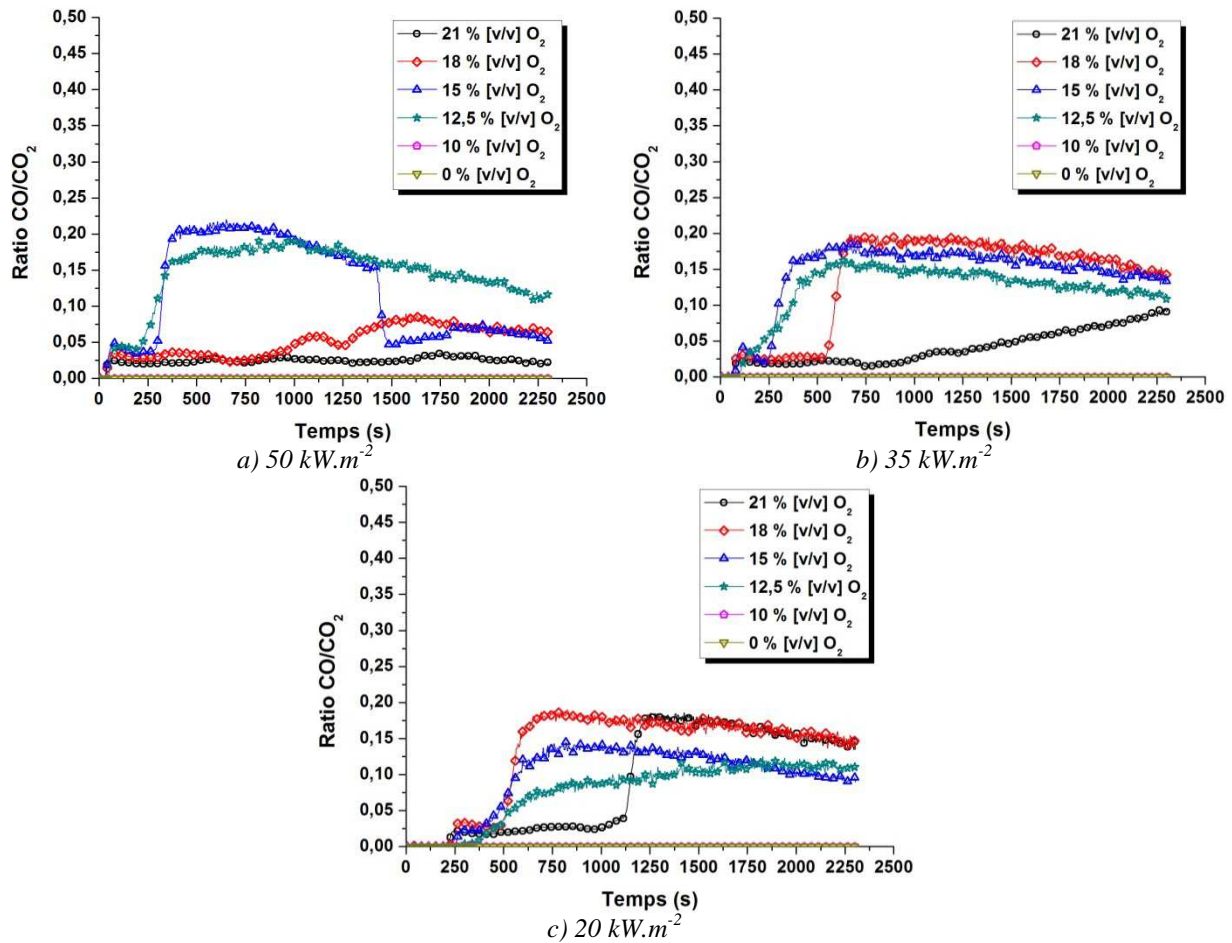 0,50
0,45
0,40
0,35
0,30
0,25
0,20
0,15
0,10
0,05
0,00
Ratio CO/CO₂
21 % [v/v] O₂
18 % [v/v] O₂
15 % [v/v] O₂
12,5 % [v/v] O₂
10 % [v/v] O₂
0 % [v/v] O₂
0 250 500 750 1000 1250 1500 1750 2000 2250 2500
Temps (s)
a) 50 kW.m⁻²
0,50
0,45
0,40
0,35
0,30
0,25
0,20
0,15
0,10
0,05
0,00
Ratio CO/CO₂
21 % [v/v] O₂
18 % [v/v] O₂
15 % [v/v] O₂
12,5 % [v/v] O₂
10 % [v/v] O₂
0 % [v/v] O₂
0 250 500 750 1000 1250 1500 1750 2000 2250 2500
Temps (s)
b) 35 kW.m⁻²
0,50
0,45
0,40
0,35
0,30
0,25
0,20
0,15
0,10
0,05
0,00
Ratio CO/CO₂
21 % [v/v] O₂
18 % [v/v] O₂
15 % [v/v] O₂
12,5 % [v/v] O₂
10 % [v/v] O₂
0 % [v/v] O₂
0 250 500 750 1000 1250 1500 1750 2000 2250 2500
Temps (s)
c) 20 kW.m⁻²